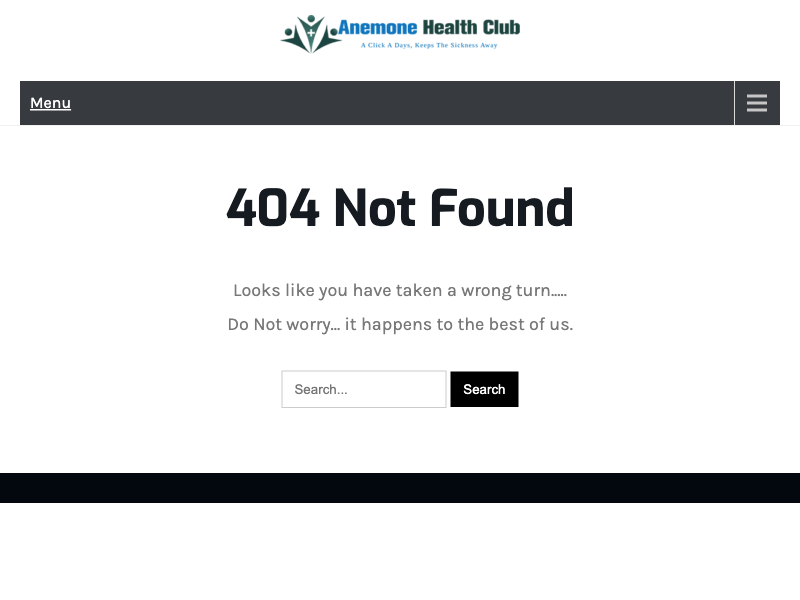 Anemone Health Club
A Click A Days, Keeps The Sickness Away
Menu
404 Not Found
Looks like you have taken a wrong turn.....
Do Not worry... it happens to the best of us.
Search...
Search